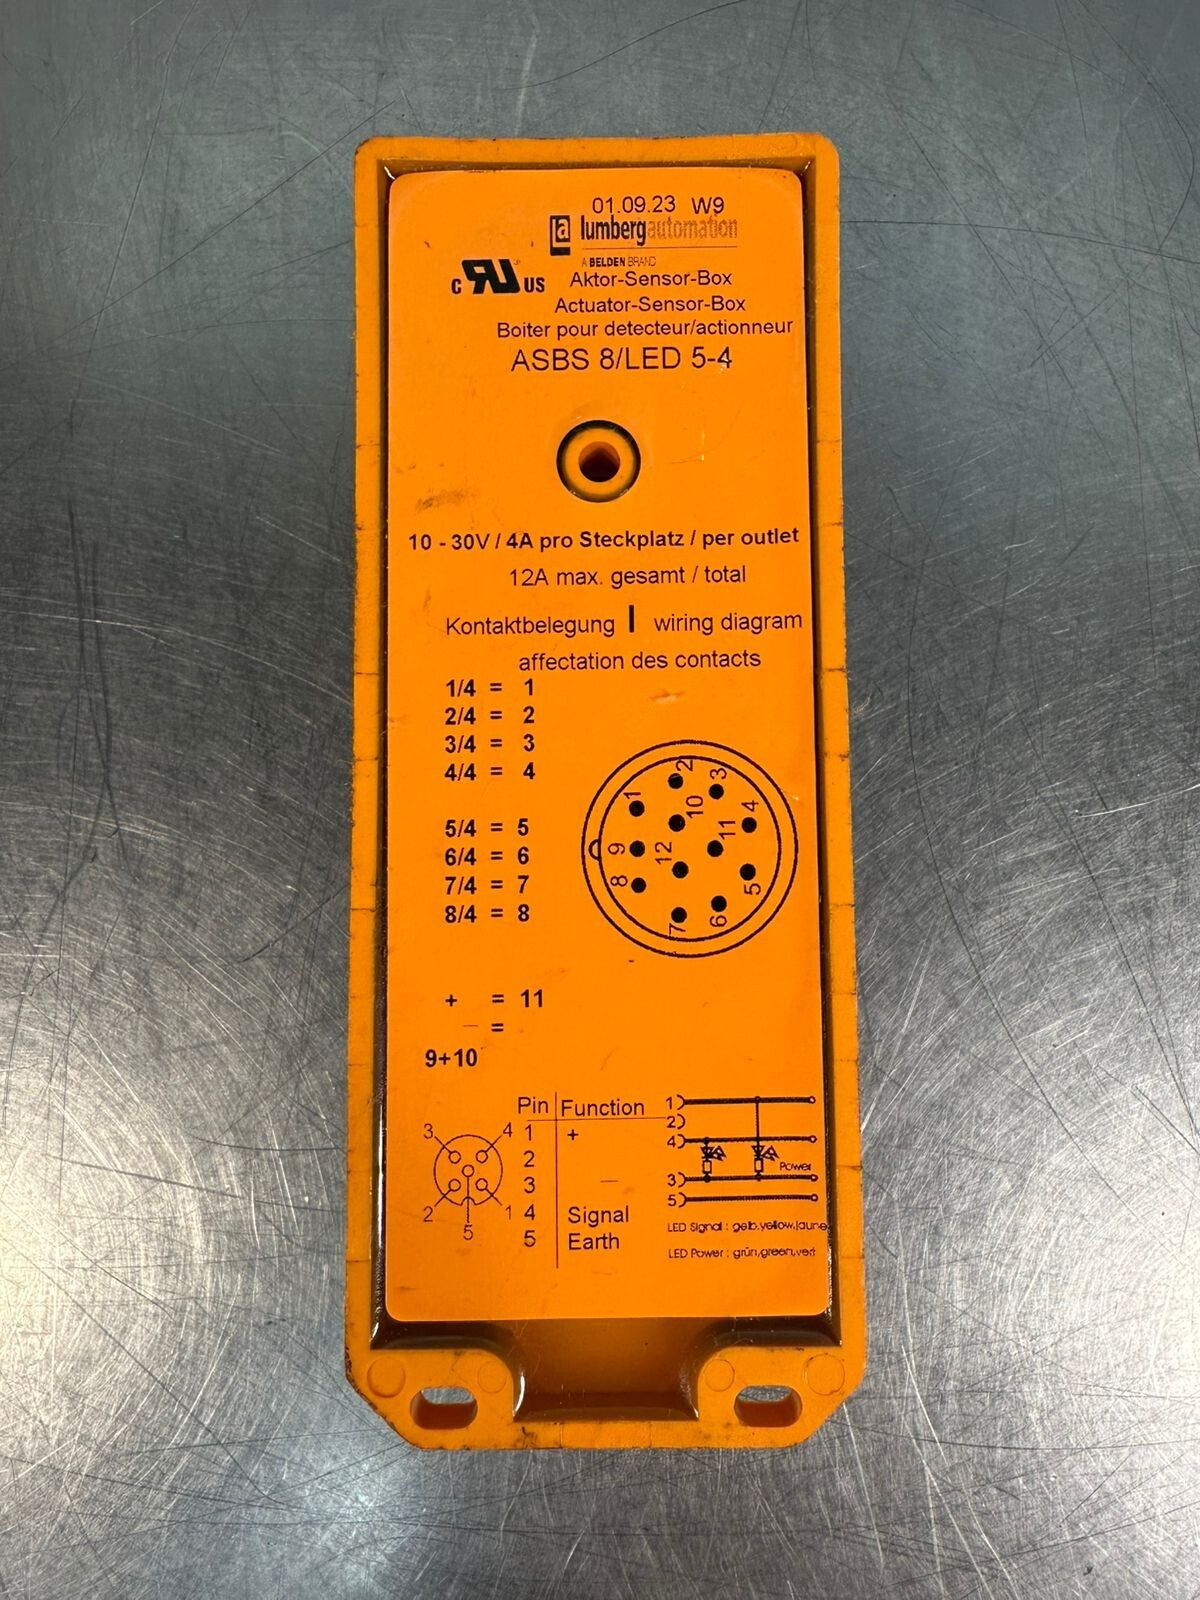 01.09.23 W9
la lumbergautomation
A BELDEN BRAND
c RU US
Aktor-Sensor-Box
Actuator-Sensor-Box
Boiter pour detecteur/actionneur
ASBS 8/LED 5-4
10 - 30V / 4A pro Steckplatz / per outlet
12A max. gesamt / total
Kontaktbelegung | wiring diagram
affectation des contacts
1/4 = 1
2/4 = 2
3/4 = 3
4/4 = 4
5/4 = 5
6/4 = 6
7/4 = 7
8/4 = 8
1 2 3
10 4
9 12 11
8 5
7 6
+ = 11
— =
9+10
Pin Function
1 +
2
3 —
4 Signal
5 Earth
3 4
2 5 1
1
2
4
Power
3
5
LED Signal : gelb,yellow,jaune
LED Power : grün,green,vert